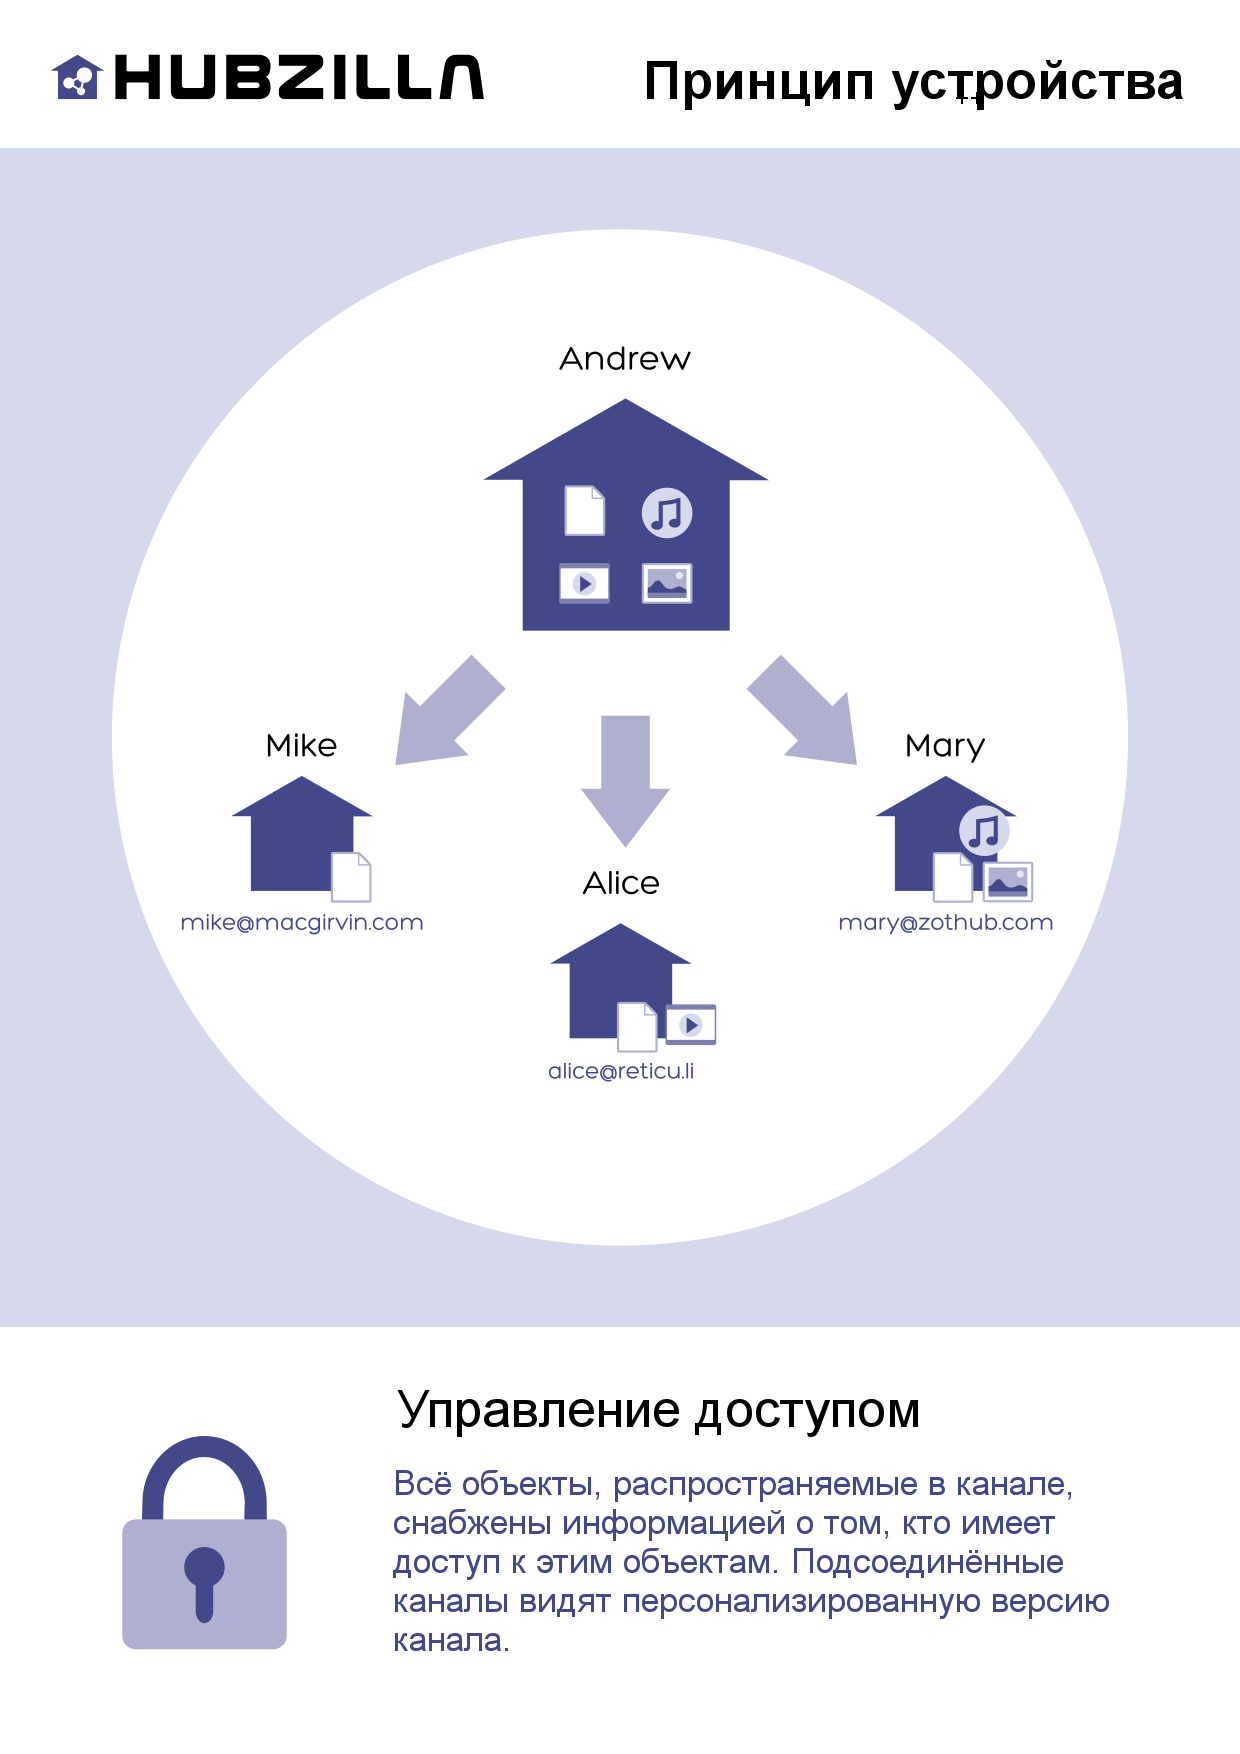 HUBZILLA
Принцип устройства
Andrew
Mike
Mary
Alice
mike@macgirvin.com
mary@zothub.com
alice@reticu.li
Управление доступом
Всё объекты, распространяемые в канале,
снабжены информацией о том, кто имеет
доступ к этим объектам. Подсоединённые
каналы видят персонализированную версию
канала.